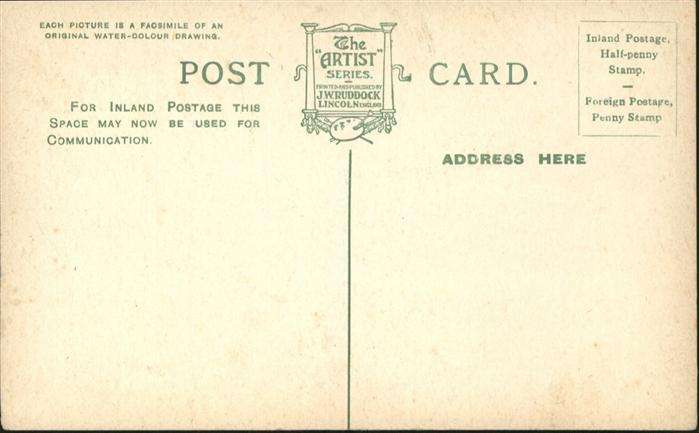 EACH PICTURE IS A FACSIMILE OF AN
ORIGINAL WATER-COLOUR DRAWING.
The
"ARTIST"
SERIES.
PRINTED AND PUBLISHED BY
J.W.RUDDOCK
LINCOLN ENGLAND
POST CARD.
Inland Postage,
Half-penny
Stamp.
—
Foreign Postage,
Penny Stamp
FOR INLAND POSTAGE THIS
SPACE MAY NOW BE USED FOR
COMMUNICATION.
ADDRESS HERE